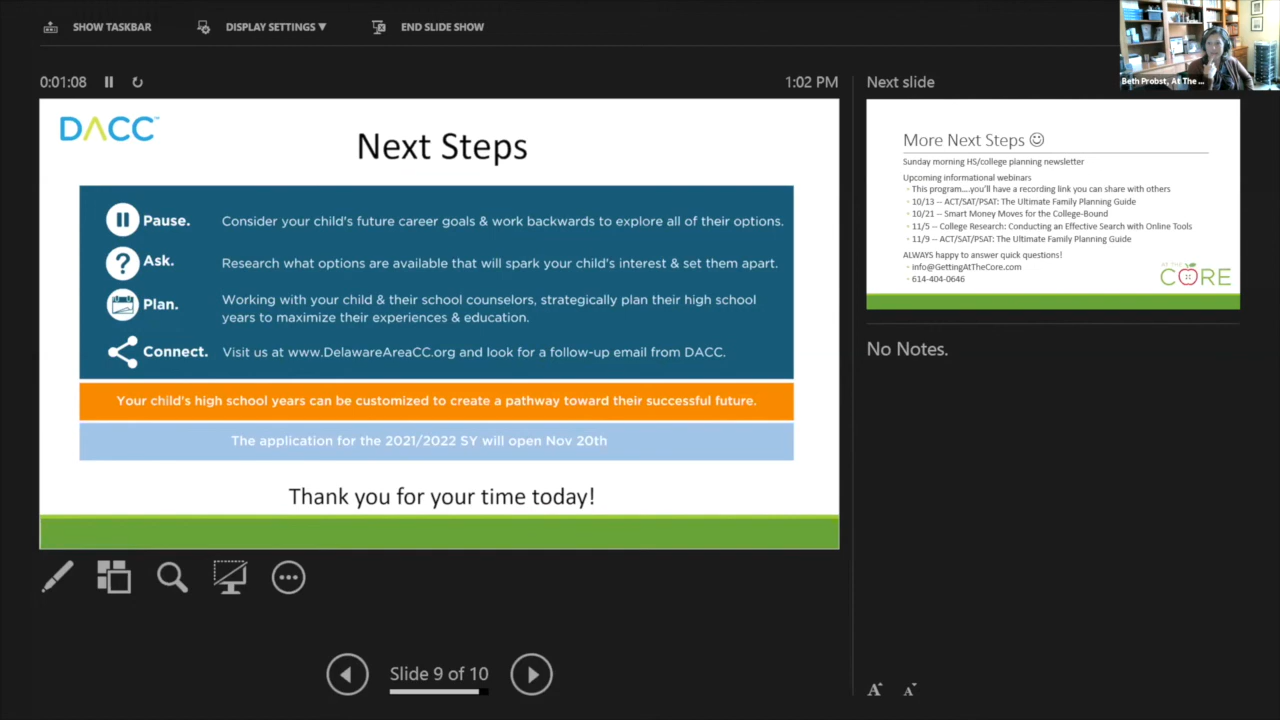 SHOW TASKBAR
DISPLAY SETTINGS ▼
END SLIDE SHOW
Beth Probst, At The ...
0:01:08
1:02 PM
Next slide
DACC™
Next Steps
Pause. Consider your child's future career goals & work backwards to explore all of their options.
Ask. Research what options are available that will spark your child's interest & set them apart.
Plan. Working with your child & their school counselors, strategically plan their high school
years to maximize their experiences & education.
Connect. Visit us at www.DelawareAreaCC.org and look for a follow-up email from DACC.
Your child's high school years can be customized to create a pathway toward their successful future.
The application for the 2021/2022 SY will open Nov 20th
Thank you for your time today!
More Next Steps ☺
Sunday morning HS/college planning newsletter
Upcoming informational webinars
• This program....you'll have a recording link you can share with others
• 10/13 -- ACT/SAT/PSAT: The Ultimate Family Planning Guide
• 10/21 -- Smart Money Moves for the College-Bound
• 11/5 -- College Research: Conducting an Effective Search with Online Tools
• 11/9 -- ACT/SAT/PSAT: The Ultimate Family Planning Guide
ALWAYS happy to answer quick questions!
• info@GettingAtTheCore.com
• 614-404-0646
AT THE
CORE
No Notes.
Slide 9 of 10
A A